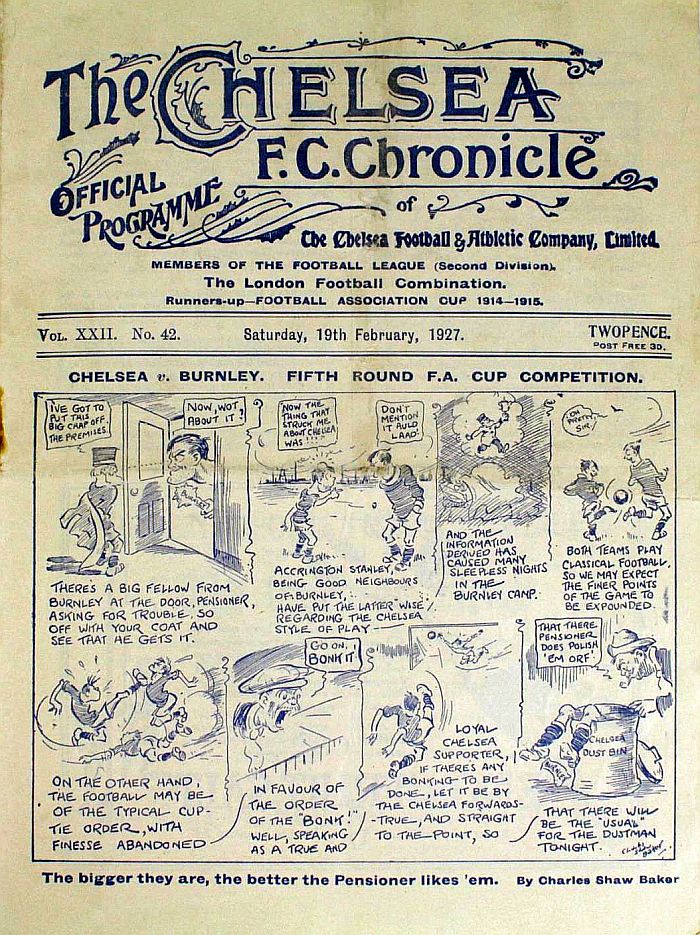 The CHELSEA
F.C. Chronicle
OFFICIAL
PROGRAMME
of
The Chelsea Football & Athletic Company, Limited.
MEMBERS OF THE FOOTBALL LEAGUE (Second Division).
The London Football Combination.
Runners-up—FOOTBALL ASSOCIATION CUP 1914-1915.
VOL. XXII. No. 42.
Saturday, 19th February, 1927.
TWOPENCE.
POST FREE 3D.
CHELSEA v. BURNLEY. FIFTH ROUND F.A. CUP COMPETITION.
I'VE GOT TO
PUT THIS
BIG CHAP OFF
THE PREMISES.
NOW, WOT
ABOUT IT?
THERE'S A BIG FELLOW FROM
BURNLEY AT THE DOOR, PENSIONER,
ASKING FOR TROUBLE, SO
OFF WITH YOUR COAT AND
SEE THAT HE GETS IT.
NOW THE
THING THAT
STRUCK ME
ABOUT CHELSEA
WAS
DON'T
MENTION
IT AULD
LAAD!
ACCRINGTON STANLEY,
BEING GOOD NEIGHBOURS
OF BURNLEY,
HAVE PUT THE LATTER 'WISE'
REGARDING THE CHELSEA
STYLE OF PLAY
AND THE
INFORMATION
DERIVED HAS
CAUSED MANY
SLEEPLESS NIGHTS
IN THE
BURNLEY CAMP.
OH
PRETTY,
SIR!
BOTH TEAMS PLAY
CLASSICAL FOOTBALL,
SO WE MAY EXPECT
THE FINER POINTS
OF THE GAME TO
BE EXPOUNDED.
ON THE OTHER HAND,
THE FOOTBALL MAY BE
OF THE TYPICAL CUP-
TIE ORDER, WITH
FINESSE ABANDONED
GO ON,
BONK IT
IN FAVOUR OF
THE ORDER
OF THE "BONK!"
WELL, SPEAKING
AS A TRUE AND
LOYAL
CHELSEA
SUPPORTER,
IF THERE'S ANY
BONKING TO BE
DONE, LET IT BE BY
THE CHELSEA FORWARDS-
-TRUE, AND STRAIGHT
TO THE POINT, SO
THAT THERE
PENSIONER
DOES POLISH
'EM ORF'
CHELSEA
DUST BIN
BURNLEY
THAT THERE WILL
BE THE "USUAL"
FOR THE DUSTMAN
TONIGHT.
Charles
Shaw
Baker
The bigger they are, the better the Pensioner likes 'em. By Charles Shaw Baker